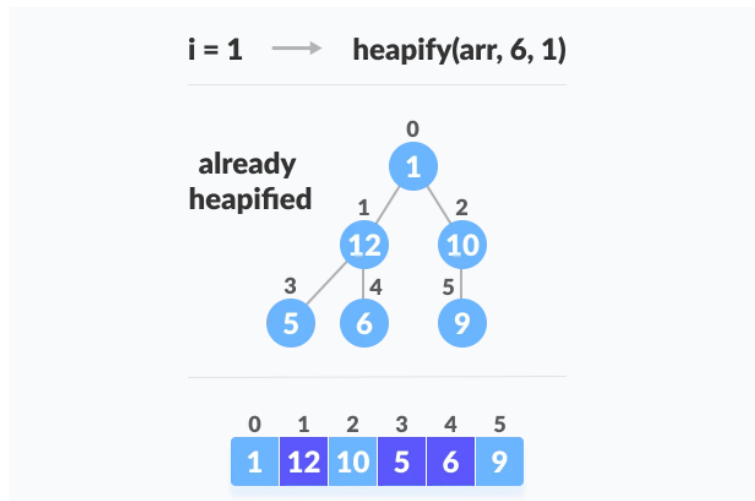 i = 1 → heapify(arr, 6, 1)
0
already
heapified
1
1 2
12 10
3 4 5
5 6 9
0 1 2 3 4 5
1 12 10 5 6 9